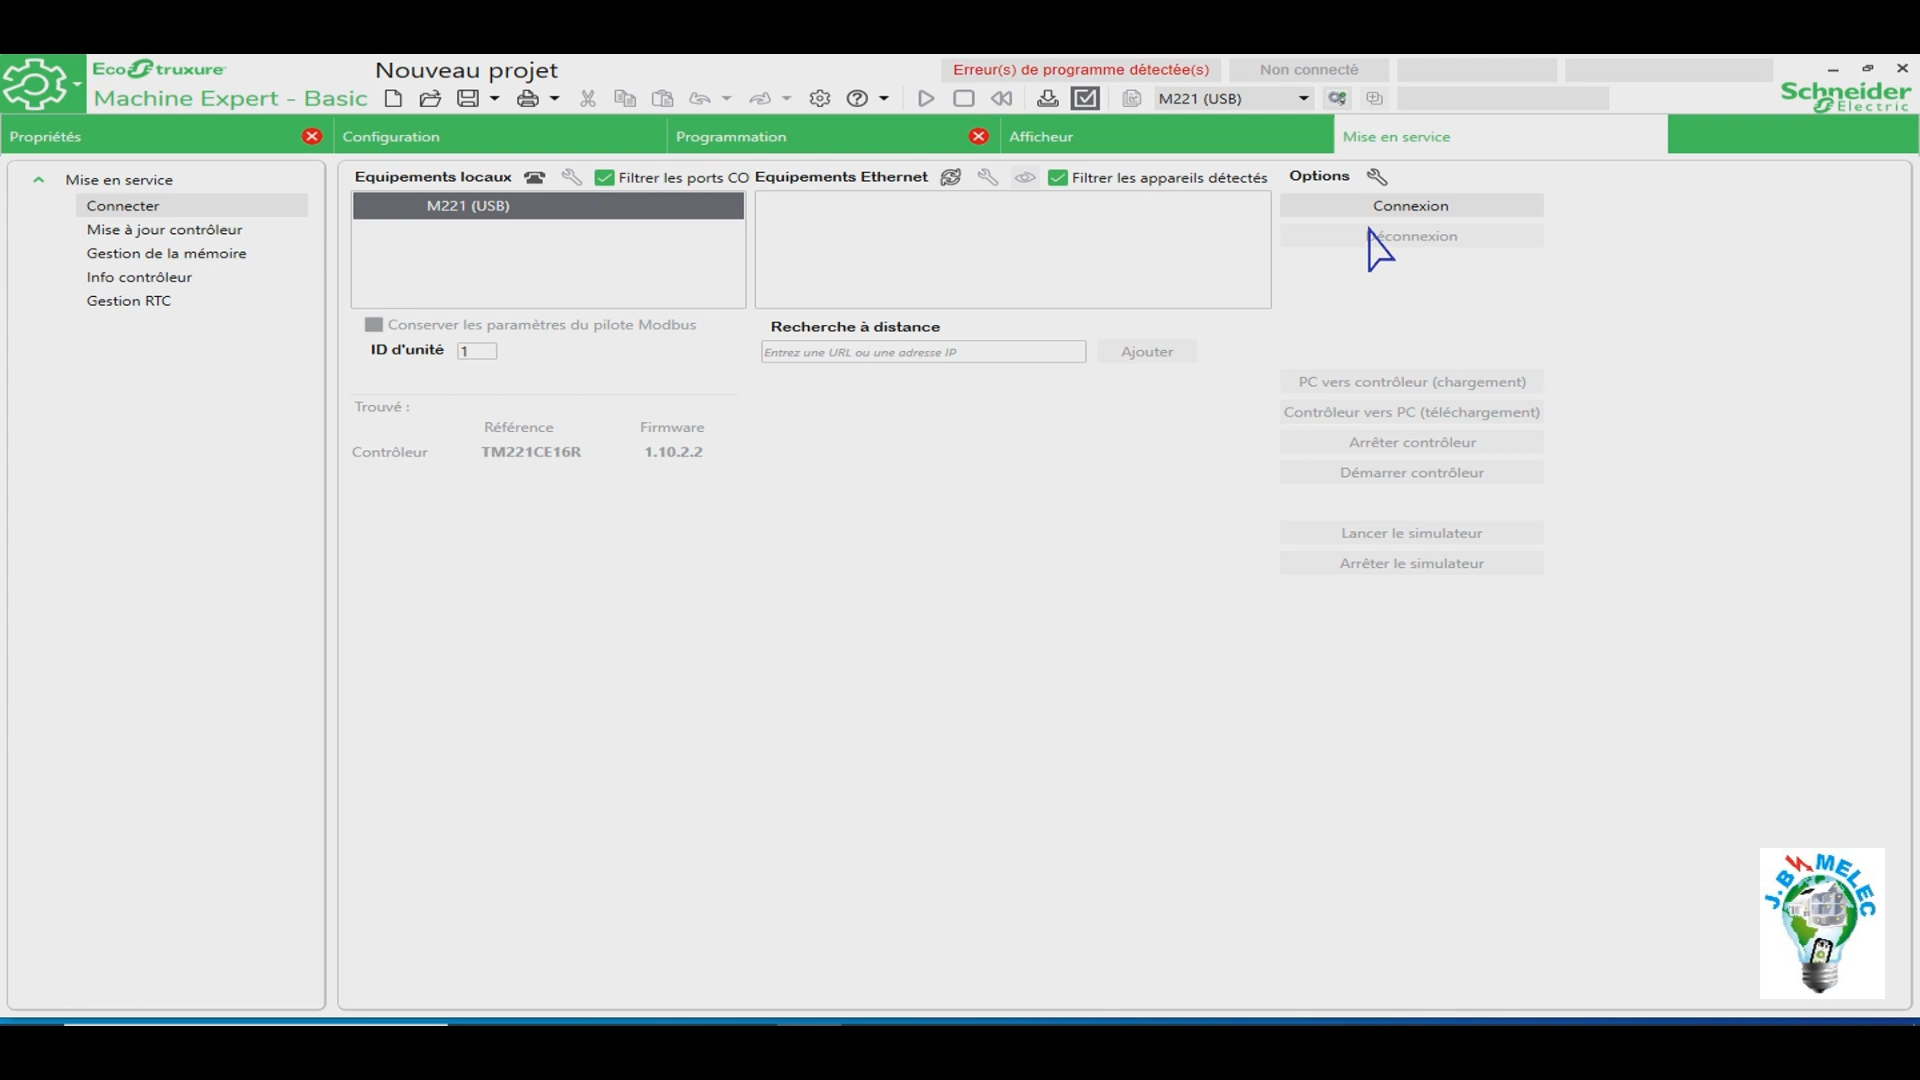 EcoStruxure
Machine Expert - Basic
Nouveau projet
Erreur(s) de programme détectée(s)
Non connecté
M221 (USB)
Schneider
Electric
Propriétés
Configuration
Programmation
Afficheur
Mise en service
Mise en service
Connecter
Mise à jour contrôleur
Gestion de la mémoire
Info contrôleur
Gestion RTC
Equipements locaux
Filtrer les ports CO
M221 (USB)
Conserver les paramètres du pilote Modbus
ID d'unité 1
Trouvé :
Référence Firmware
Contrôleur TM221CE16R 1.10.2.2
Equipements Ethernet
Filtrer les appareils détectés
Recherche à distance
Entrez une URL ou une adresse IP
Ajouter
Options
Connexion
Déconnexion
PC vers contrôleur (chargement)
Contrôleur vers PC (téléchargement)
Arrêter contrôleur
Démarrer contrôleur
Lancer le simulateur
Arrêter le simulateur
J.B MELEC